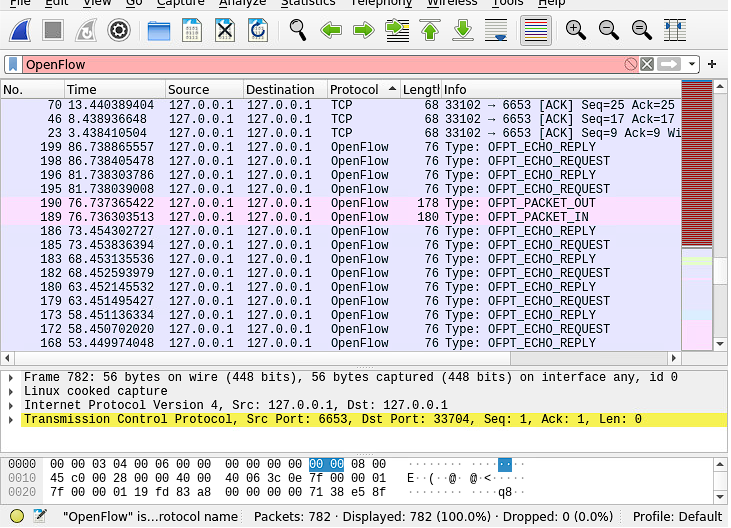 File Edit View Go Capture Analyze Statistics Telephony Wireless Tools Help
OpenFlow
No. Time Source Destination Protocol Length Info
70 13.440389404 127.0.0.1 127.0.0.1 TCP 68 33102 → 6653 [ACK] Seq=25 Ack=25
46 8.438936648 127.0.0.1 127.0.0.1 TCP 68 33102 → 6653 [ACK] Seq=17 Ack=17
23 3.438410504 127.0.0.1 127.0.0.1 TCP 68 33102 → 6653 [ACK] Seq=9 Ack=9 Wi
199 86.738865557 127.0.0.1 127.0.0.1 OpenFlow 76 Type: OFPT_ECHO_REPLY
198 86.738405478 127.0.0.1 127.0.0.1 OpenFlow 76 Type: OFPT_ECHO_REQUEST
196 81.738303786 127.0.0.1 127.0.0.1 OpenFlow 76 Type: OFPT_ECHO_REPLY
195 81.738039008 127.0.0.1 127.0.0.1 OpenFlow 76 Type: OFPT_ECHO_REQUEST
190 76.737365422 127.0.0.1 127.0.0.1 OpenFlow 178 Type: OFPT_PACKET_OUT
189 76.736303513 127.0.0.1 127.0.0.1 OpenFlow 180 Type: OFPT_PACKET_IN
186 73.454302727 127.0.0.1 127.0.0.1 OpenFlow 76 Type: OFPT_ECHO_REPLY
185 73.453836394 127.0.0.1 127.0.0.1 OpenFlow 76 Type: OFPT_ECHO_REQUEST
183 68.453135536 127.0.0.1 127.0.0.1 OpenFlow 76 Type: OFPT_ECHO_REPLY
182 68.452593979 127.0.0.1 127.0.0.1 OpenFlow 76 Type: OFPT_ECHO_REQUEST
180 63.452145532 127.0.0.1 127.0.0.1 OpenFlow 76 Type: OFPT_ECHO_REPLY
179 63.451495427 127.0.0.1 127.0.0.1 OpenFlow 76 Type: OFPT_ECHO_REQUEST
173 58.451136334 127.0.0.1 127.0.0.1 OpenFlow 76 Type: OFPT_ECHO_REPLY
172 58.450702020 127.0.0.1 127.0.0.1 OpenFlow 76 Type: OFPT_ECHO_REQUEST
168 53.449974048 127.0.0.1 127.0.0.1 OpenFlow 76 Type: OFPT_ECHO_REPLY
Frame 782: 56 bytes on wire (448 bits), 56 bytes captured (448 bits) on interface any, id 0
Linux cooked capture
Internet Protocol Version 4, Src: 127.0.0.1, Dst: 127.0.0.1
Transmission Control Protocol, Src Port: 6653, Dst Port: 33704, Seq: 1, Ack: 1, Len: 0
0000 00 00 03 04 00 06 00 00 00 00 00 00 00 00 08 00 ········ ········
0010 45 c0 00 28 00 00 40 00 40 06 3c 0e 7f 00 00 01 E··(··@· @·<·····
0020 7f 00 00 01 19 fd 83 a8 00 00 00 00 71 38 e5 8f ········ ····q8··
"OpenFlow" is...rotocol name Packets: 782 · Displayed: 782 (100.0%) · Dropped: 0 (0.0%) Profile: Default